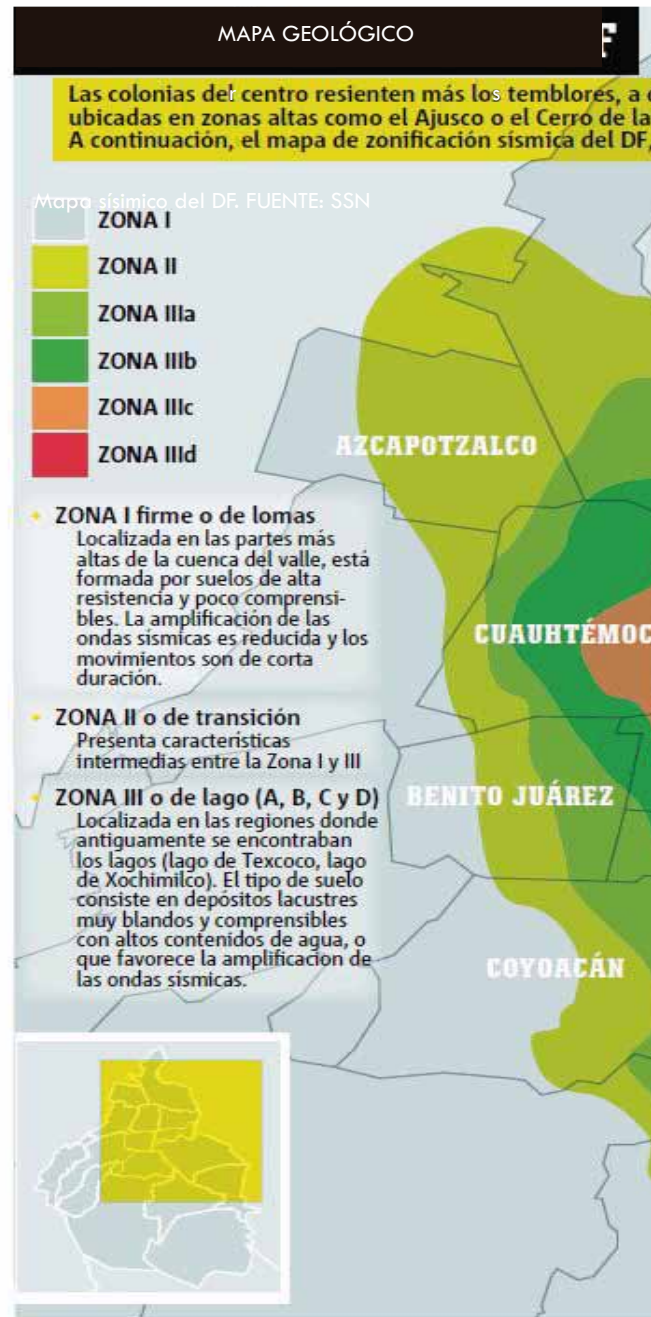 MAPA GEOLÓGICO
F
Las colonias del centro resienten más los temblores, a
ubicadas en zonas altas como el Ajusco o el Cerro de la
A continuación, el mapa de zonificación sísmica del DF,
Mapa sísimico del DF. FUENTE: SSN
ZONA I
ZONA II
ZONA IIIa
ZONA IIIb
ZONA IIIc
ZONA IIId
ZONA I firme o de lomas
Localizada en las partes más
altas de la cuenca del valle, está
formada por suelos de alta
resistencia y poco comprensi-
bles. La amplificación de las
ondas sísmicas es reducida y los
movimientos son de corta
duración.
ZONA II o de transición
Presenta características
intermedias entre la Zona I y III
ZONA III o de lago (A, B, C y D)
Localizada en las regiones donde
antiguamente se encontraban
los lagos (lago de Texcoco, lago
de Xochimilco). El tipo de suelo
consiste en depósitos lacustres
muy blandos y comprensibles
con altos contenidos de agua, o
que favorece la amplificacion de
las ondas sísmicas.
AZCAPOTZALCO
CUAUHTÉMOC
BENITO JUÁREZ
COYOACÁN